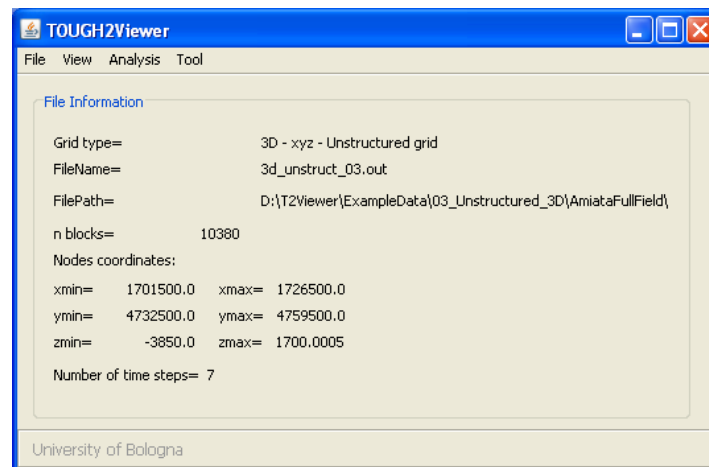 TOUGH2Viewer
File View Analysis Tool
File Information
Grid type= 3D - xyz - Unstructured grid
FileName= 3d_unstruct_03.out
FilePath= D:\T2Viewer\ExampleData\03_Unstructured_3D\AmiataFullField\
n blocks= 10380
Nodes coordinates:
xmin= 1701500.0 xmax= 1726500.0
ymin= 4732500.0 ymax= 4759500.0
zmin= -3850.0 zmax= 1700.0005
Number of time steps= 7
University of Bologna